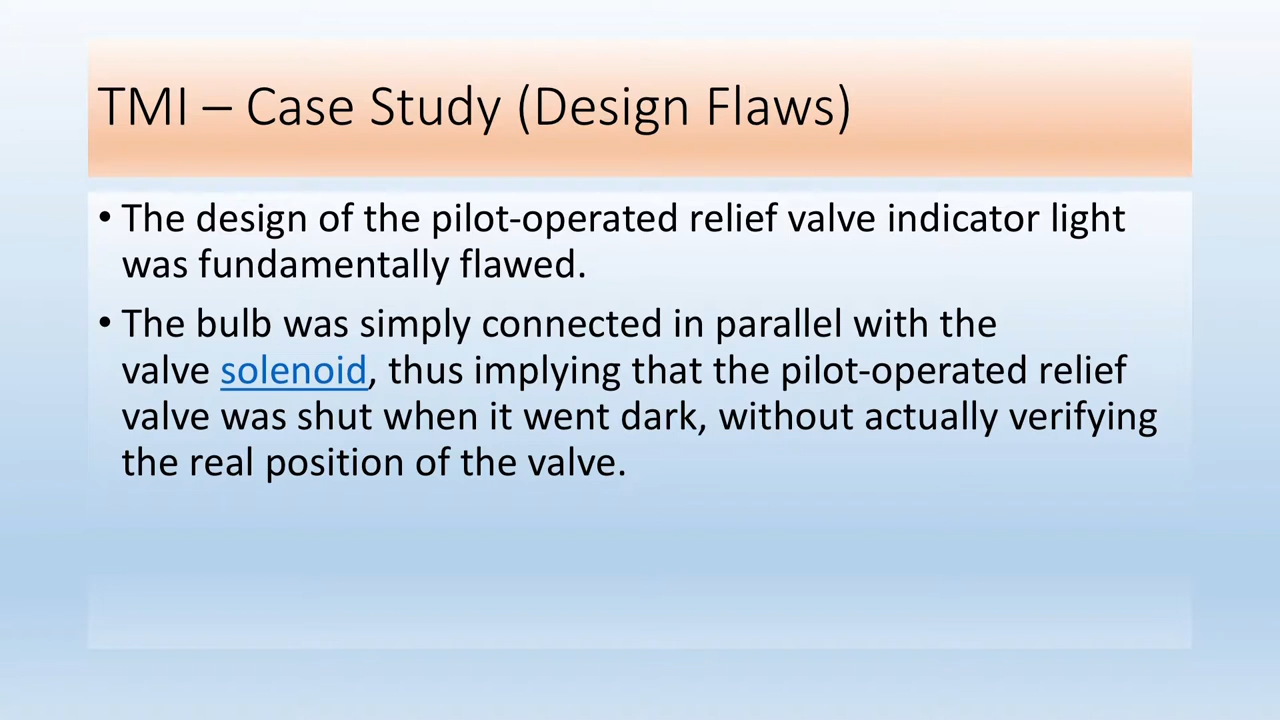 TMI – Case Study (Design Flaws)
• The design of the pilot-operated relief valve indicator light
was fundamentally flawed.
• The bulb was simply connected in parallel with the
valve solenoid, thus implying that the pilot-operated relief
valve was shut when it went dark, without actually verifying
the real position of the valve.